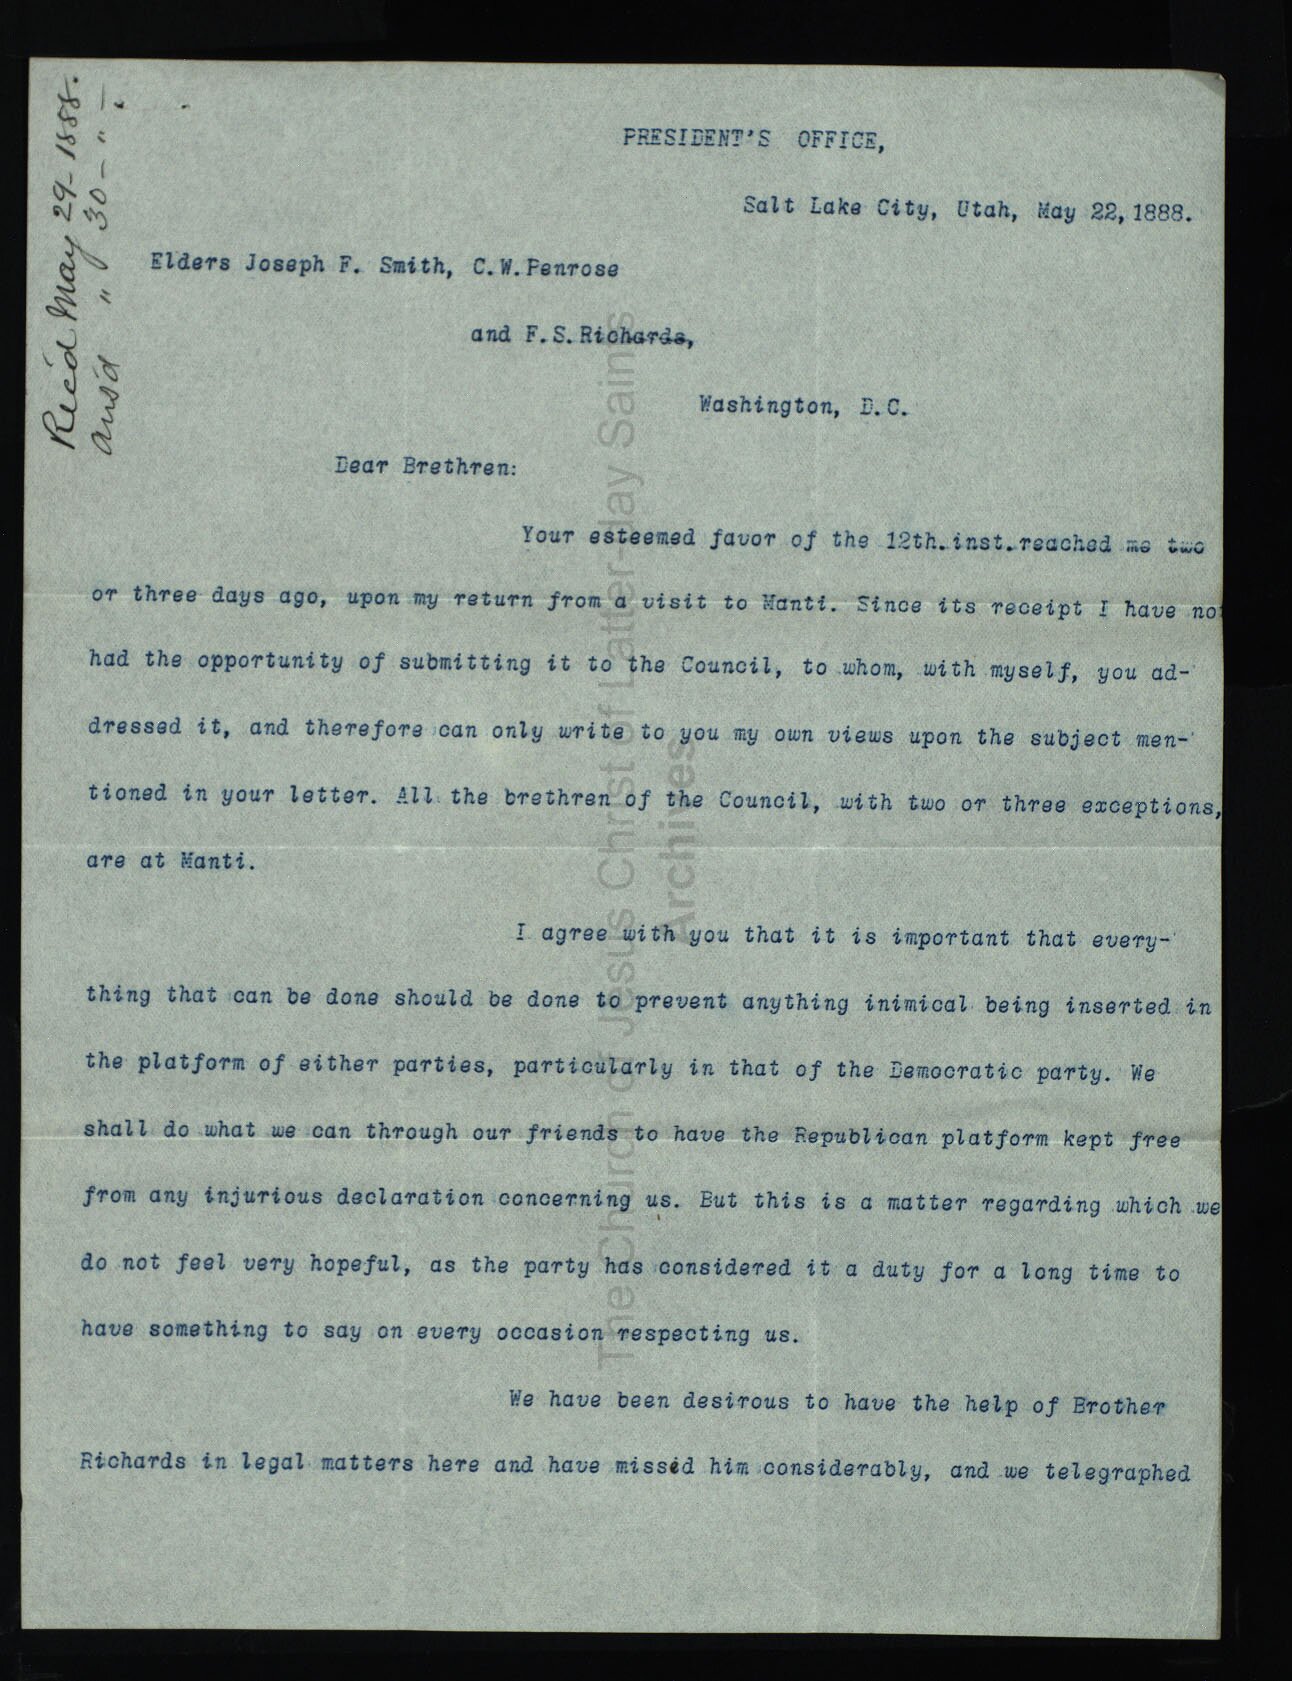 Rec'd May 29-1888.
Ans'd " 30- " -.
PRESIDENT'S OFFICE,
Salt Lake City, Utah, May 22, 1888.
Elders Joseph F. Smith, C.W.Penrose
and F.S.Richards,
Washington, D.C.
Dear Brethren:
Your esteemed favor of the 12th.inst.reached me two
or three days ago, upon my return from a visit to Manti. Since its receipt I have not
had the opportunity of submitting it to the Council, to whom, with myself, you ad-
dressed it, and therefore can only write to you my own views upon the subject men-
tioned in your letter. All the brethren of the Council, with two or three exceptions,
are at Manti.
I agree with you that it is important that every-
thing that can be done should be done to prevent anything inimical being inserted in
the platform of either parties, particularly in that of the Democratic party. We
shall do what we can through our friends to have the Republican platform kept free
from any injurious declaration concerning us. But this is a matter regarding which we
do not feel very hopeful, as the party has considered it a duty for a long time to
have something to say on every occasion respecting us.
We have been desirous to have the help of Brother
Richards in legal matters here and have missed him considerably, and we telegraphed
The Church of Jesus Christ of Latter-day Saints
Archives